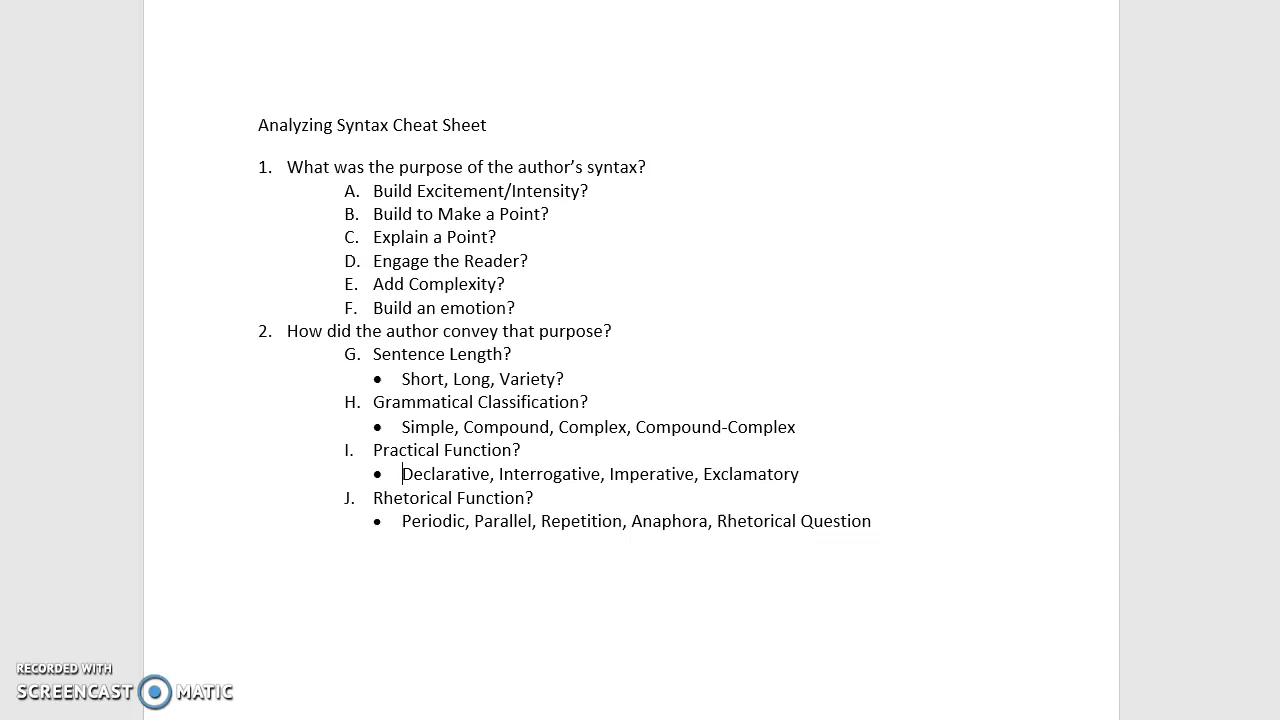 Analyzing Syntax Cheat Sheet
1. What was the purpose of the author’s syntax?
A. Build Excitement/Intensity?
B. Build to Make a Point?
C. Explain a Point?
D. Engage the Reader?
E. Add Complexity?
F. Build an emotion?
2. How did the author convey that purpose?
G. Sentence Length?
• Short, Long, Variety?
H. Grammatical Classification?
• Simple, Compound, Complex, Compound-Complex
I. Practical Function?
• Declarative, Interrogative, Imperative, Exclamatory
J. Rhetorical Function?
• Periodic, Parallel, Repetition, Anaphora, Rhetorical Question
RECORDED WITH
SCREENCAST MATIC